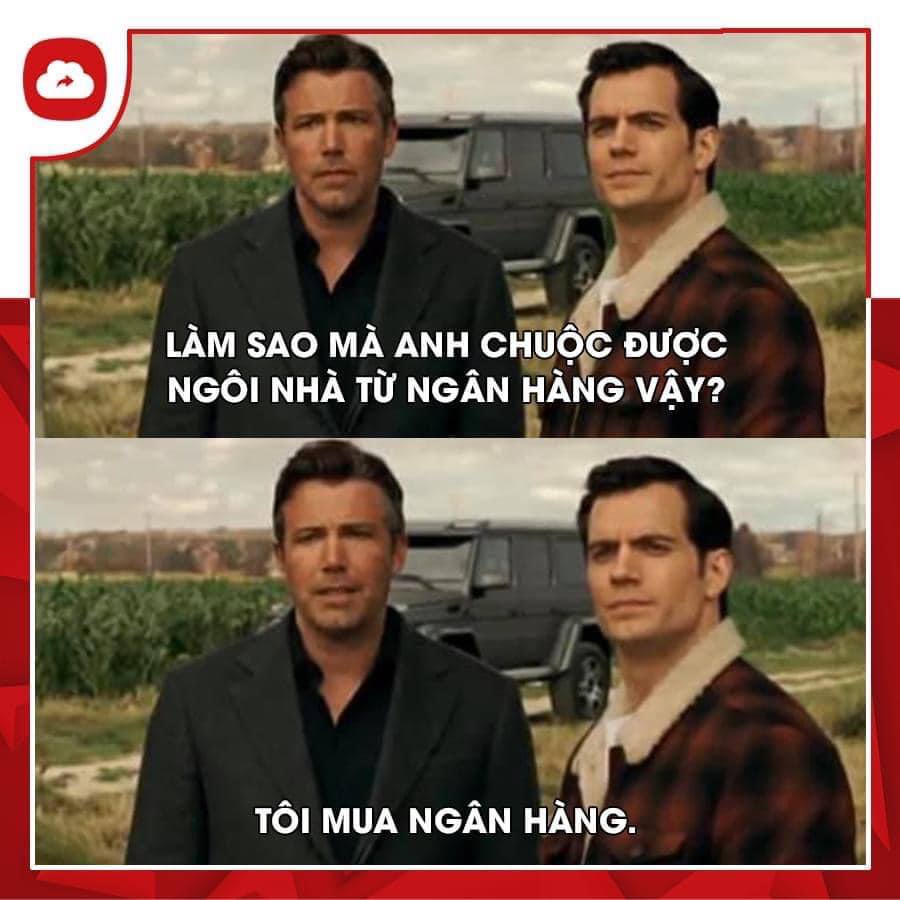 LÀM SAO MÀ ANH CHUỘC ĐƯỢC
NGÔI NHÀ TỪ NGÂN HÀNG VẬY?
TÔI MUA NGÂN HÀNG.